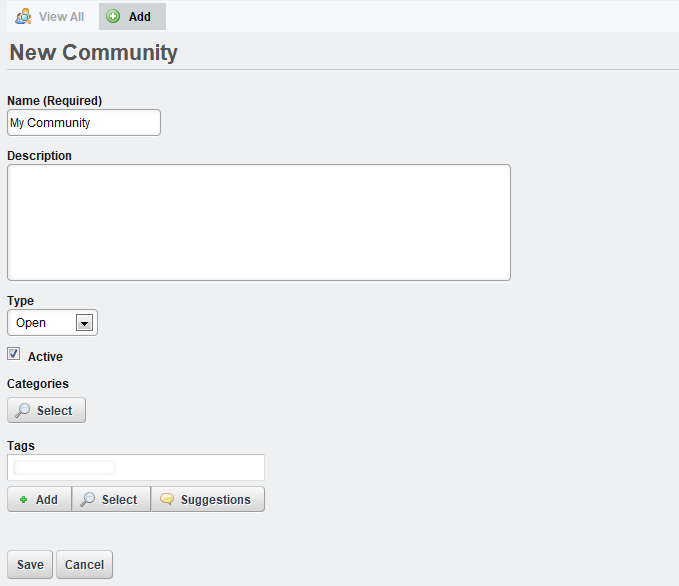 View All Add
New Community
Name (Required)
My Community
Description
Type
Open
Active
Categories
Select
Tags
Add Select Suggestions
Save Cancel